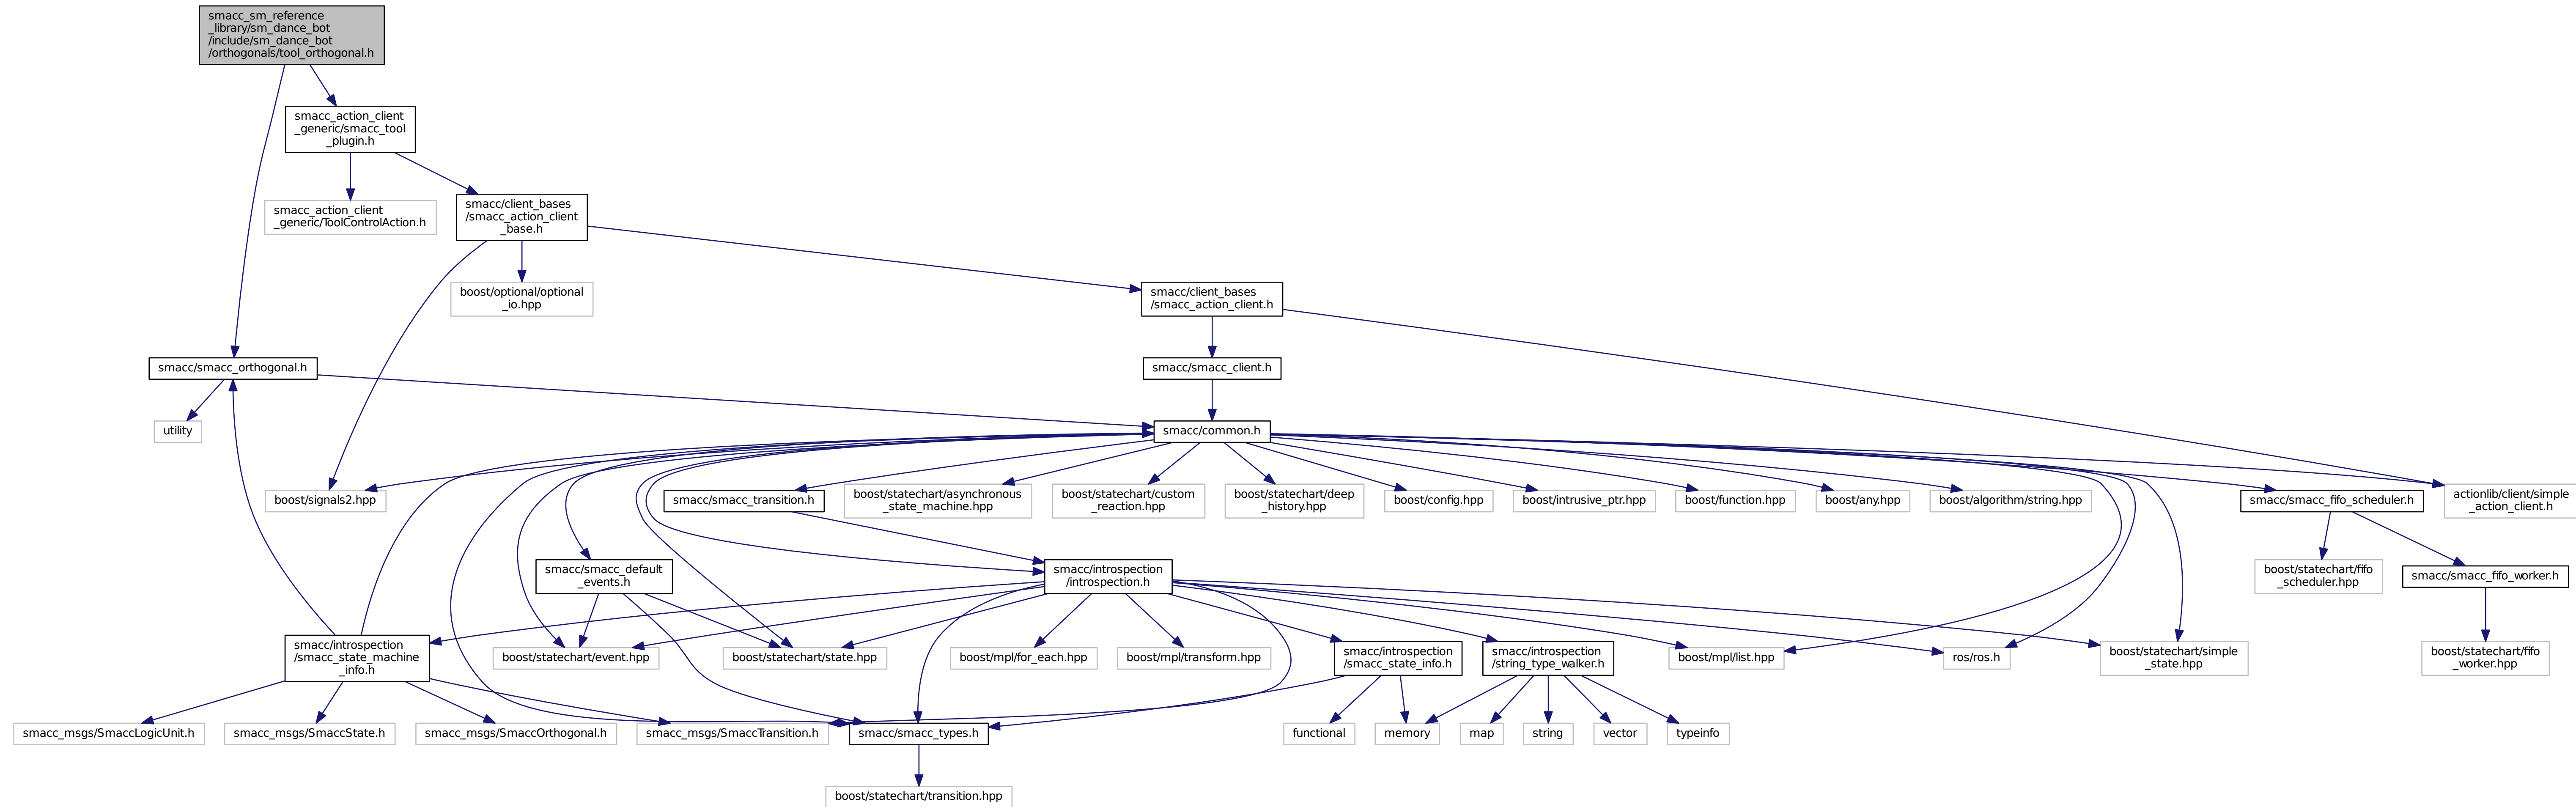 smacc_sm_reference
_library/sm_dance_bot
/include/sm_dance_bot
/orthogonals/tool_orthogonal.h
smacc_action_client
_generic/smacc_tool
_plugin.h
smacc_action_client
_generic/ToolControlAction.h
smacc/client_bases
/smacc_action_client
_base.h
boost/optional/optional
_io.hpp
smacc/client_bases
/smacc_action_client.h
smacc/smacc_orthogonal.h
smacc/smacc_client.h
utility
smacc/common.h
boost/signals2.hpp
smacc/smacc_transition.h
boost/statechart/asynchronous
_state_machine.hpp
boost/statechart/custom
_reaction.hpp
boost/statechart/deep
_history.hpp
boost/config.hpp
boost/intrusive_ptr.hpp
boost/function.hpp
boost/any.hpp
boost/algorithm/string.hpp
smacc/smacc_fifo_scheduler.h
actionlib/client/simple
_action_client.h
smacc/smacc_default
_events.h
smacc/introspection
/introspection.h
boost/statechart/fifo
_scheduler.hpp
smacc/smacc_fifo_worker.h
smacc/introspection
/smacc_state_machine
_info.h
boost/statechart/event.hpp
boost/statechart/state.hpp
boost/mpl/for_each.hpp
boost/mpl/transform.hpp
smacc/introspection
/smacc_state_info.h
smacc/introspection
/string_type_walker.h
boost/mpl/list.hpp
ros/ros.h
boost/statechart/simple
_state.hpp
boost/statechart/fifo
_worker.hpp
smacc_msgs/SmaccLogicUnit.h
smacc_msgs/SmaccState.h
smacc_msgs/SmaccOrthogonal.h
smacc_msgs/SmaccTransition.h
smacc/smacc_types.h
functional
memory
map
string
vector
typeinfo
boost/statechart/transition.hpp